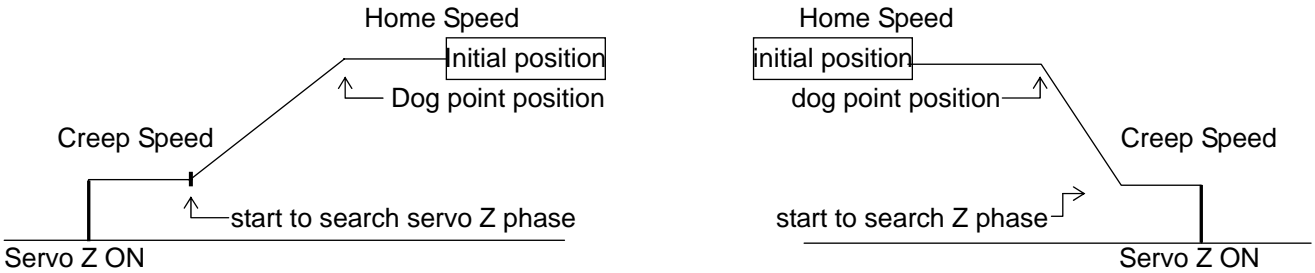 Home Speed
Initial position
Dog point position
Creep Speed
start to search servo Z phase
Servo Z ON
Home Speed
initial position
dog point position
Creep Speed
start to search Z phase
Servo Z ON